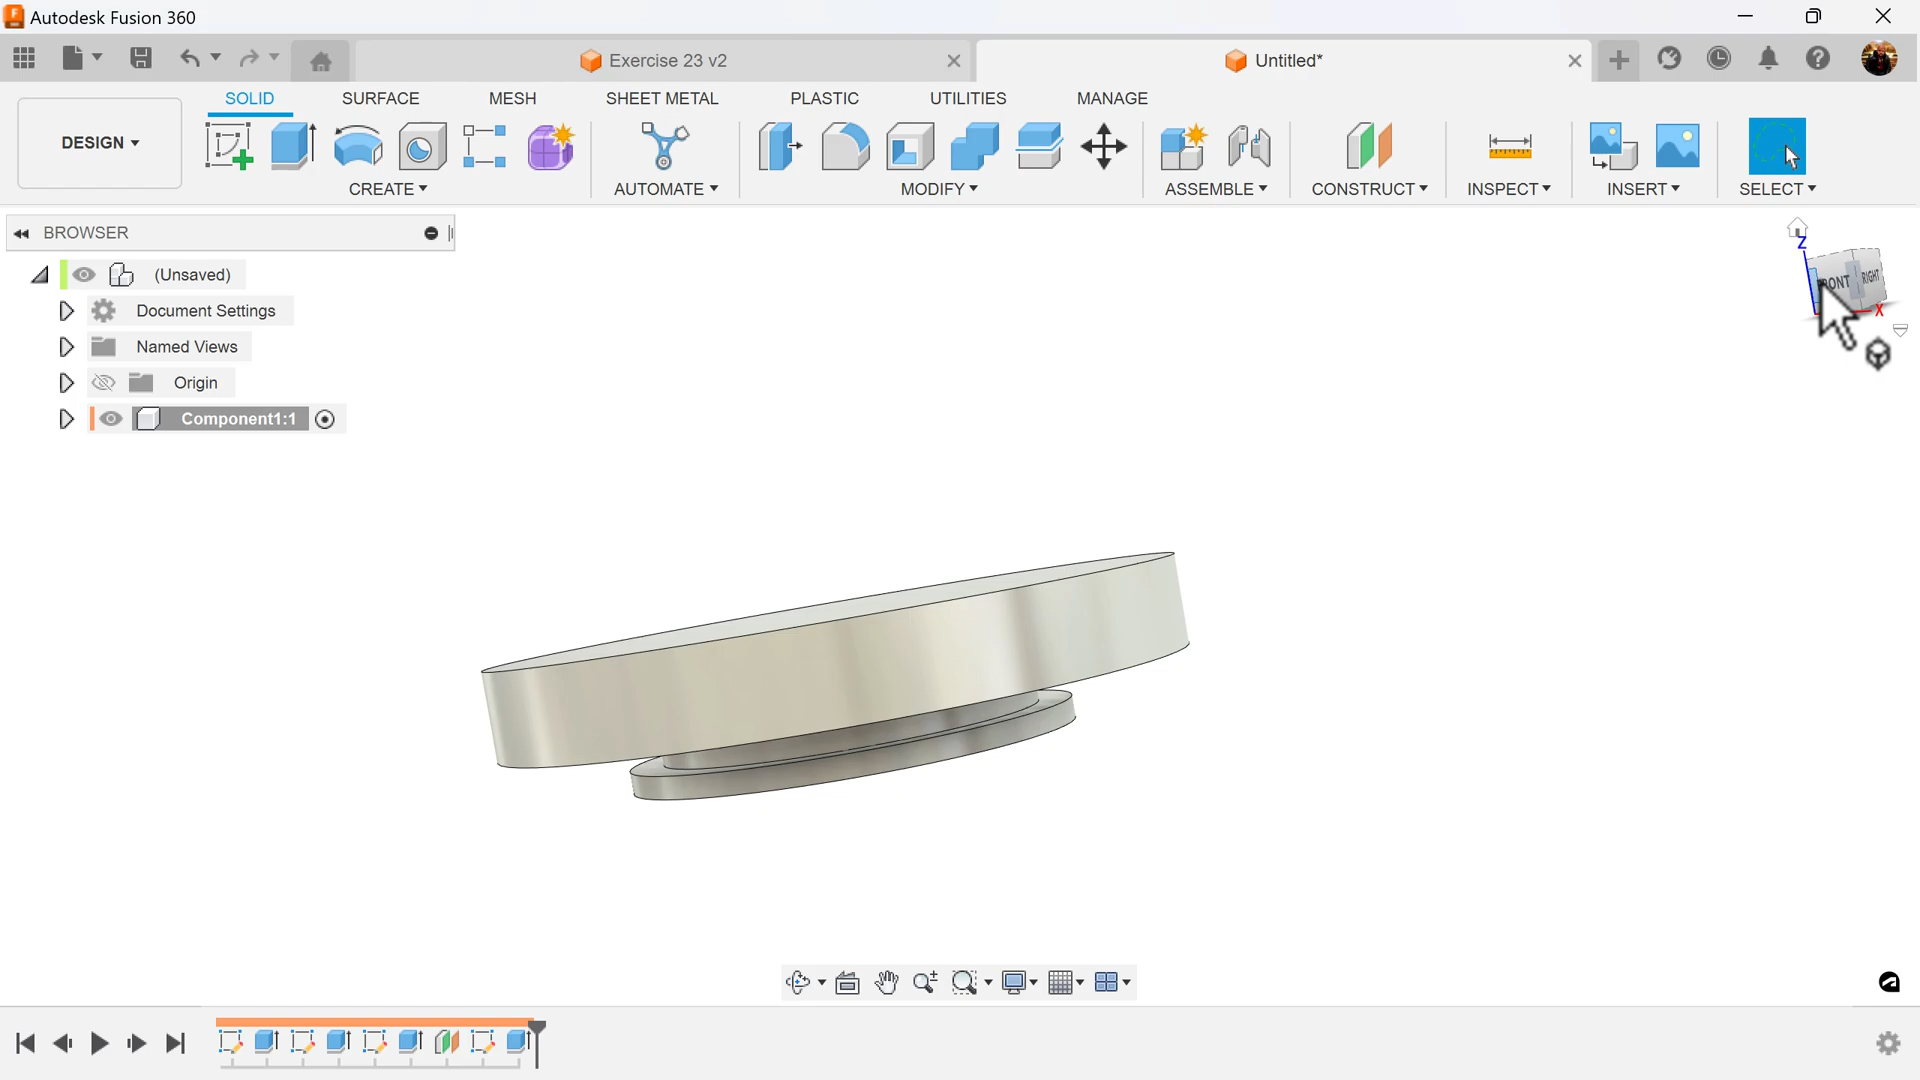 Autodesk Fusion 360
Exercise 23 v2
Untitled*
DESIGN
SOLID SURFACE MESH SHEET METAL PLASTIC UTILITIES MANAGE
CREATE AUTOMATE MODIFY ASSEMBLE CONSTRUCT INSPECT INSERT SELECT
BROWSER
(Unsaved)
Document Settings
Named Views
Origin
Component1:1
Z
RIGHT
X